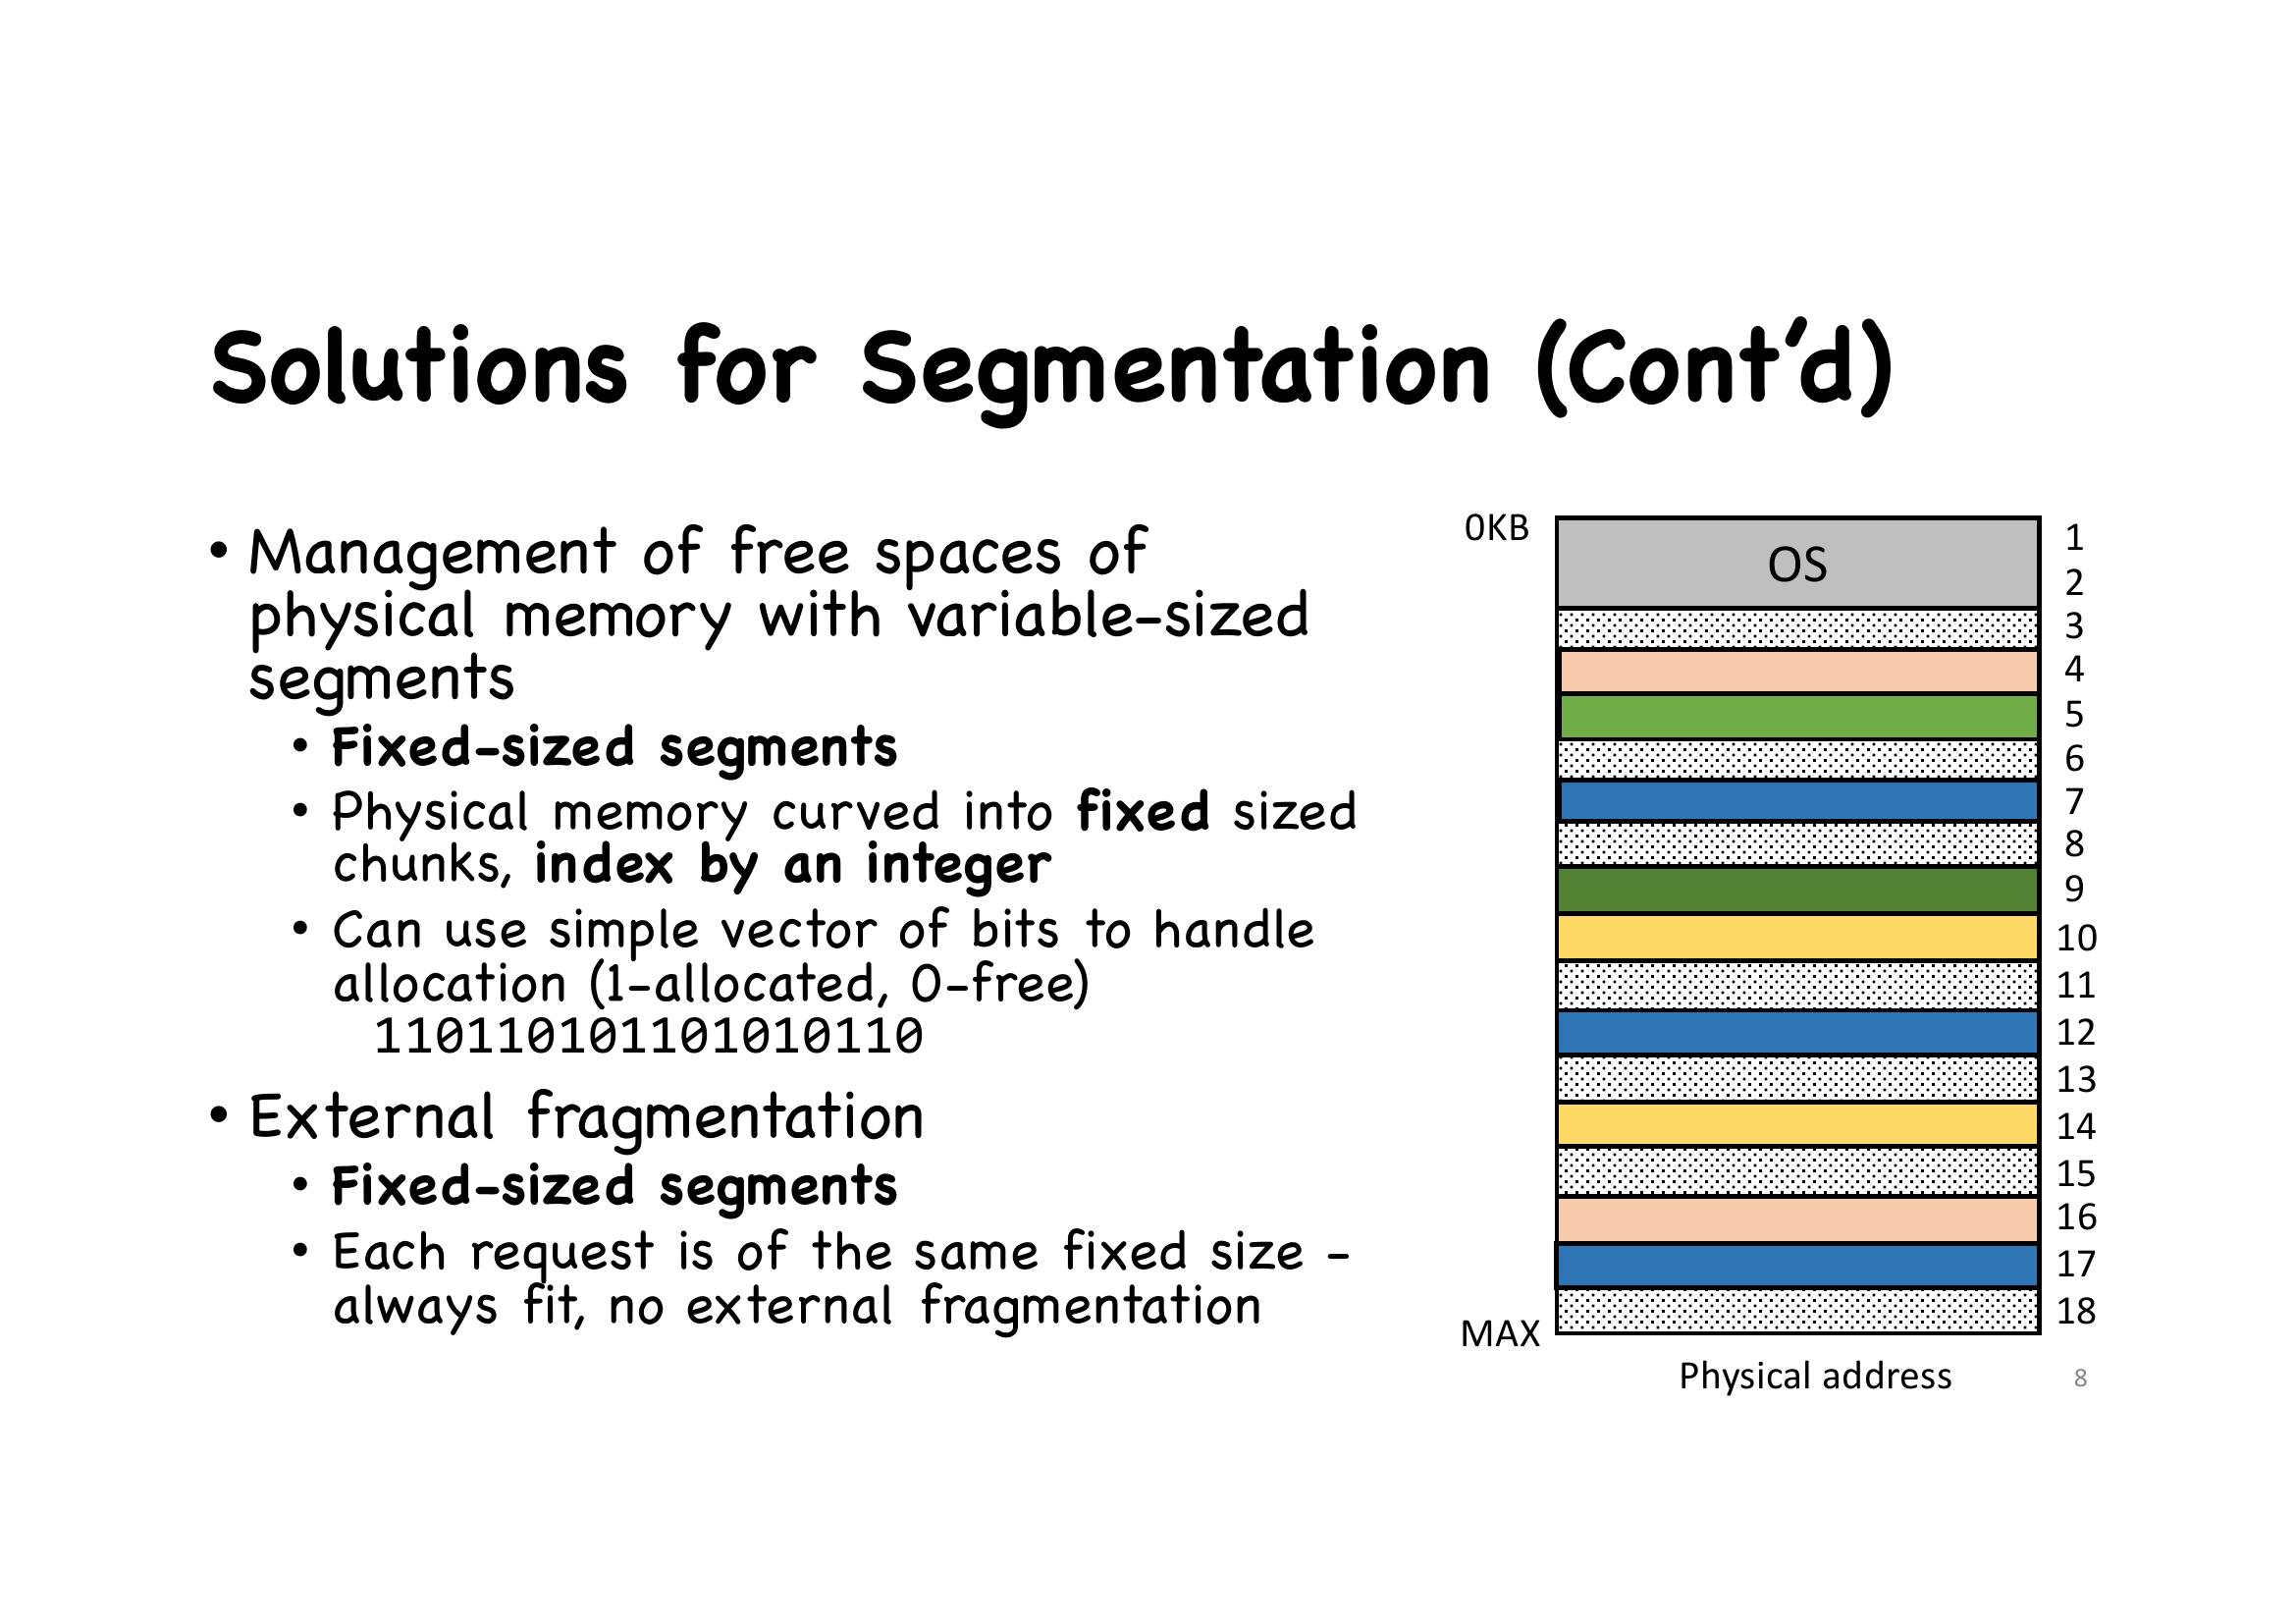 Solutions for Segmentation (Cont’d)
• Management of free spaces of
physical memory with variable-sized
segments
• Fixed-sized segments
• Physical memory curved into fixed sized
chunks, index by an integer
• Can use simple vector of bits to handle
allocation (1-allocated, 0-free)
110110101101010110
• External fragmentation
• Fixed-sized segments
• Each request is of the same fixed size -
always fit, no external fragmentation
0KB
OS
1
2
3
4
5
6
7
8
9
10
11
12
13
14
15
16
17
18
MAX
Physical address
8